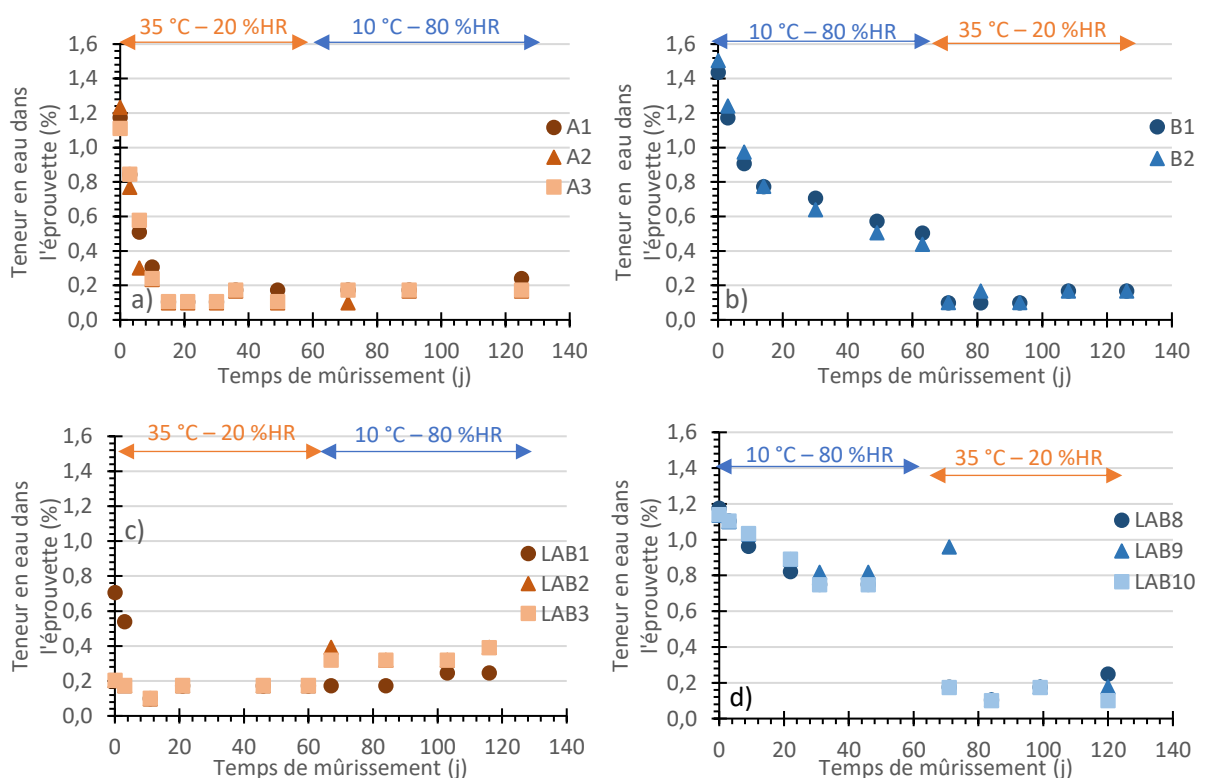 35 °C – 20 %HR
10 °C – 80 %HR
Teneur en eau dans
l'éprouvette (%)
1,6
1,4
1,2
1,0
0,8
0,6
0,4
0,2
0,0
a)
A1
A2
A3
0 20 40 60 80 100 120 140
Temps de mûrissement (j)
10 °C – 80 %HR
35 °C – 20 %HR
Teneur en eau dans
l'éprouvette (%)
1,6
1,4
1,2
1,0
0,8
0,6
0,4
0,2
0,0
b)
B1
B2
0 20 40 60 80 100 120 140
Temps de mûrissement (j)
35 °C – 20 %HR
10 °C – 80 %HR
Teneur en eau dans
l'éprouvette (%)
1,6
1,4
1,2
1,0
0,8
0,6
0,4
0,2
0,0
c)
LAB1
LAB2
LAB3
0 20 40 60 80 100 120 140
Temps de mûrissement (j)
10 °C – 80 %HR
35 °C – 20 %HR
Teneur en eau dans
l'éprouvette (%)
1,6
1,4
1,2
1,0
0,8
0,6
0,4
0,2
0,0
d)
LAB8
LAB9
LAB10
0 20 40 60 80 100 120 140
Temps de mûrissement (j)